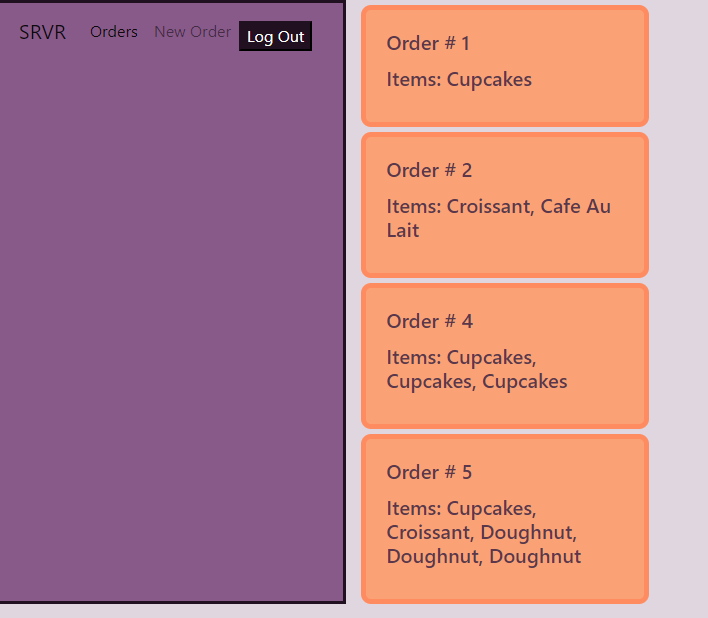 SRVR Orders New Order Log Out
Order # 1
Items: Cupcakes
Order # 2
Items: Croissant, Cafe Au
Lait
Order # 4
Items: Cupcakes,
Cupcakes, Cupcakes
Order # 5
Items: Cupcakes,
Croissant, Doughnut,
Doughnut, Doughnut